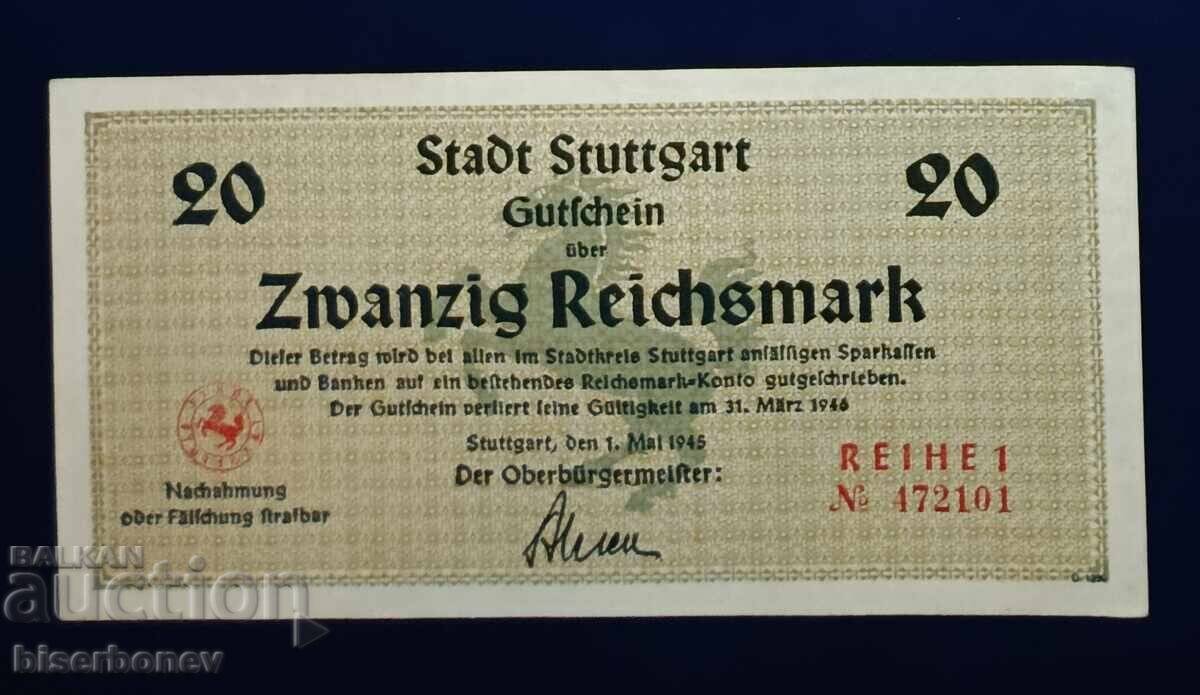 Stadt Stuttgart
20
20
Gutſchein
über
Zwanzig Reichsmark
Dieſer Betrag wird bei allen im Stadtkreis Stuttgart anſäſſigen Sparkaſſen
und Banken auf ein beſtehendes Reichsmark-Konto gutgeſchrieben.
Der Gutſchein verliert ſeine Gültigkeit am 31. März 1946
Stuttgart, den 1. Mai 1945
Der Oberbürgermeiſter:
REIHE 1
№ 472101
Nachahmung
oder Fälſchung ſtrafbar
BALKAN
auction
biserbonev